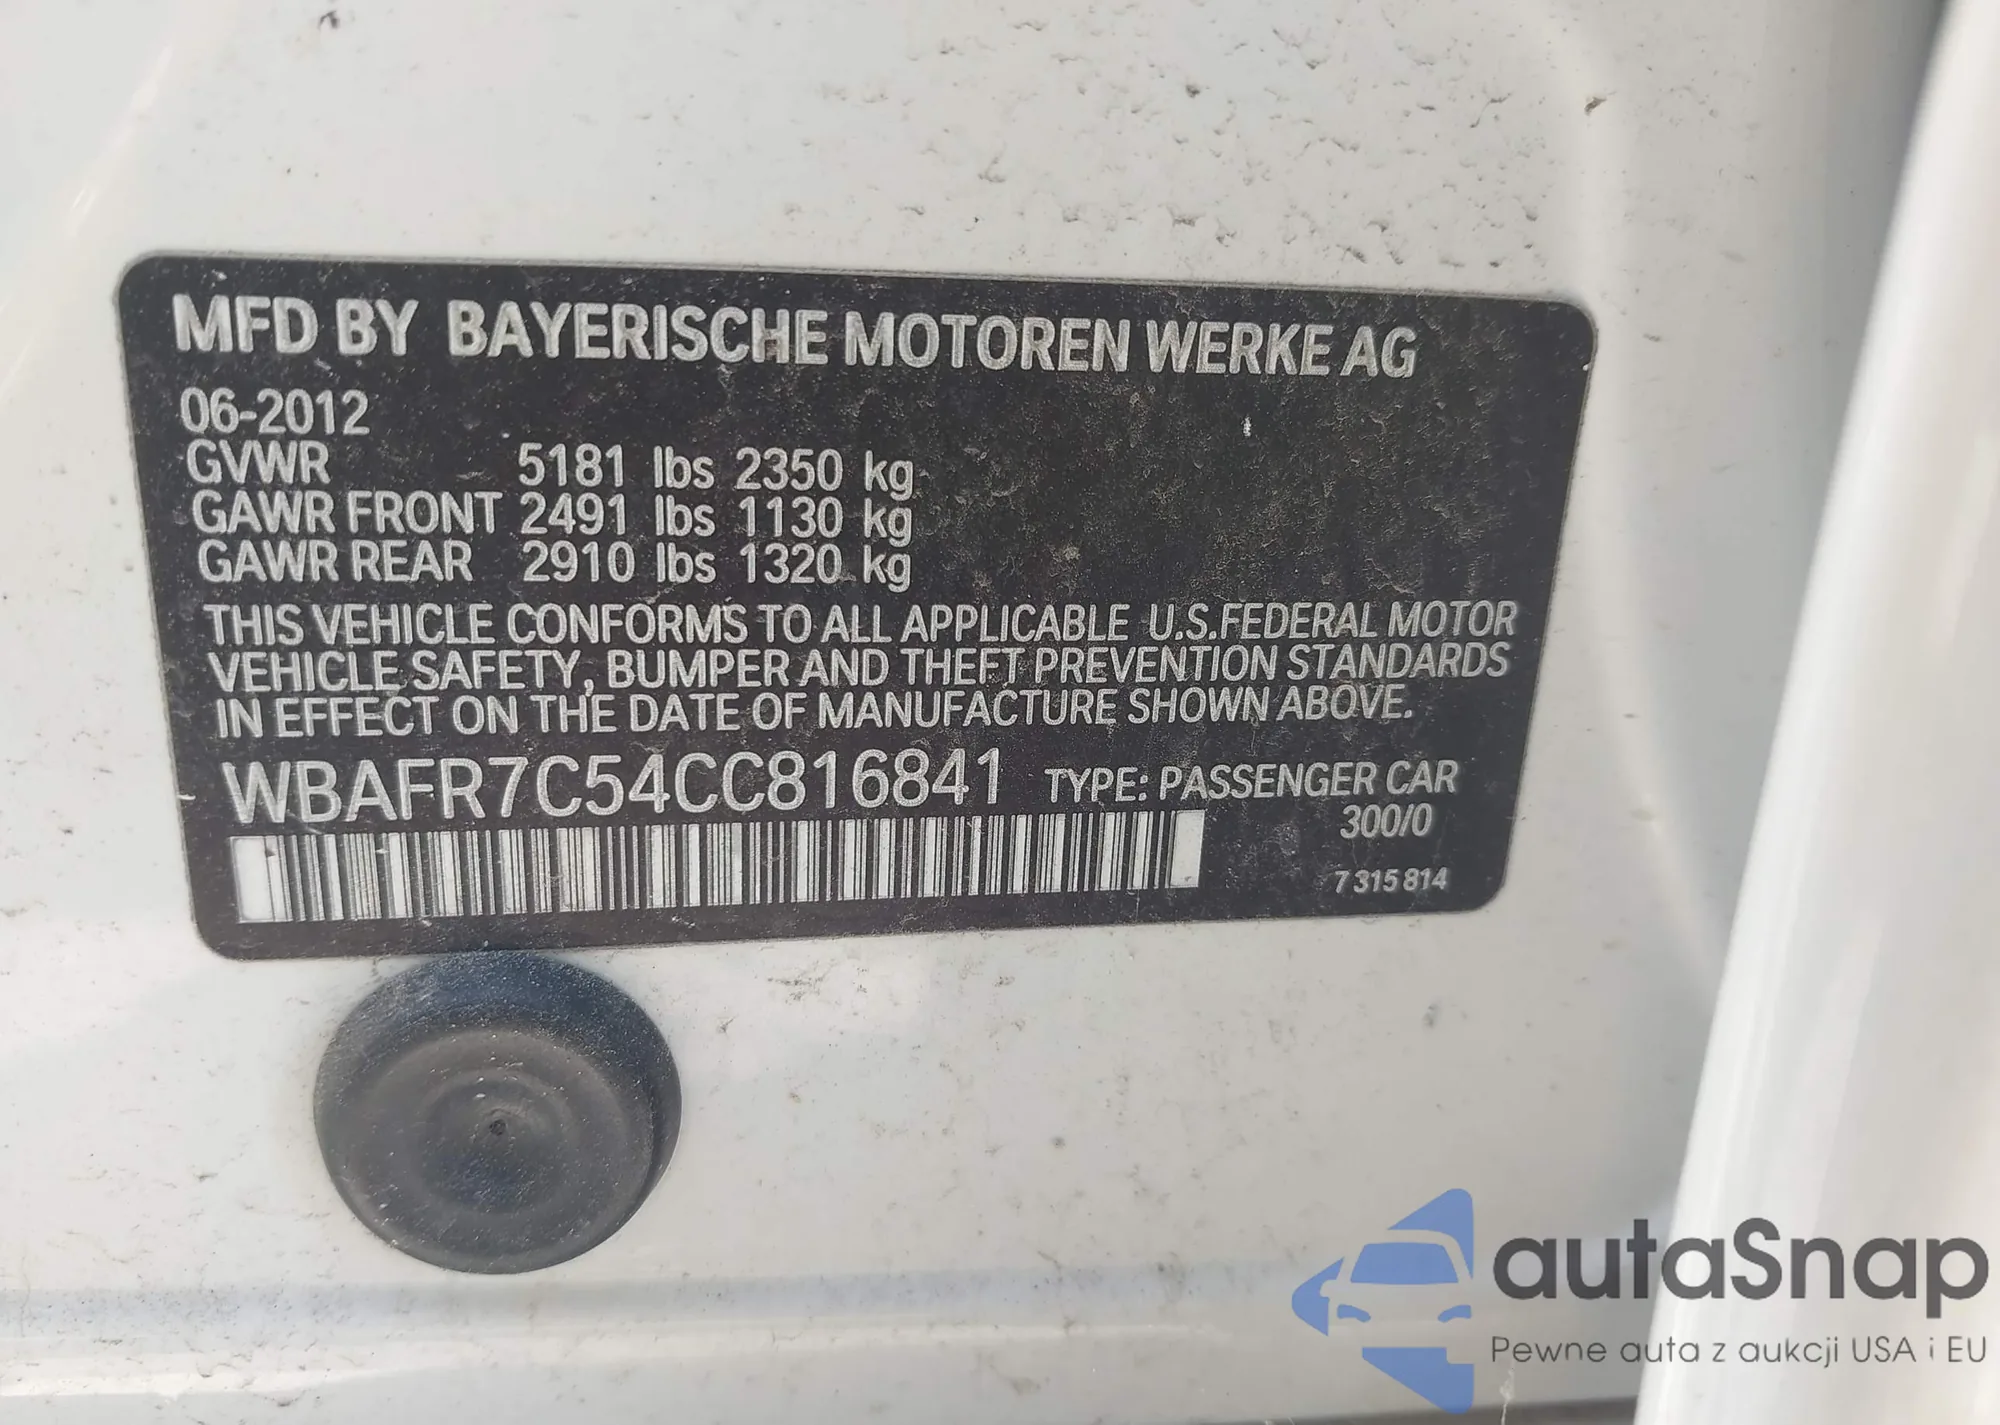 MFD BY BAYERISCHE MOTOREN WERKE AG
06-2012
GVWR 5181 lbs 2350 kg
GAWR FRONT 2491 lbs 1130 kg
GAWR REAR 2910 lbs 1320 kg
THIS VEHICLE CONFORMS TO ALL APPLICABLE U.S.FEDERAL MOTOR
VEHICLE SAFETY, BUMPER AND THEFT PREVENTION STANDARDS
IN EFFECT ON THE DATE OF MANUFACTURE SHOWN ABOVE.
WBAFR7C54CC816841 TYPE: PASSENGER CAR
300/0
7 315 814
autaSnap
Pewne auta z aukcji USA i EU